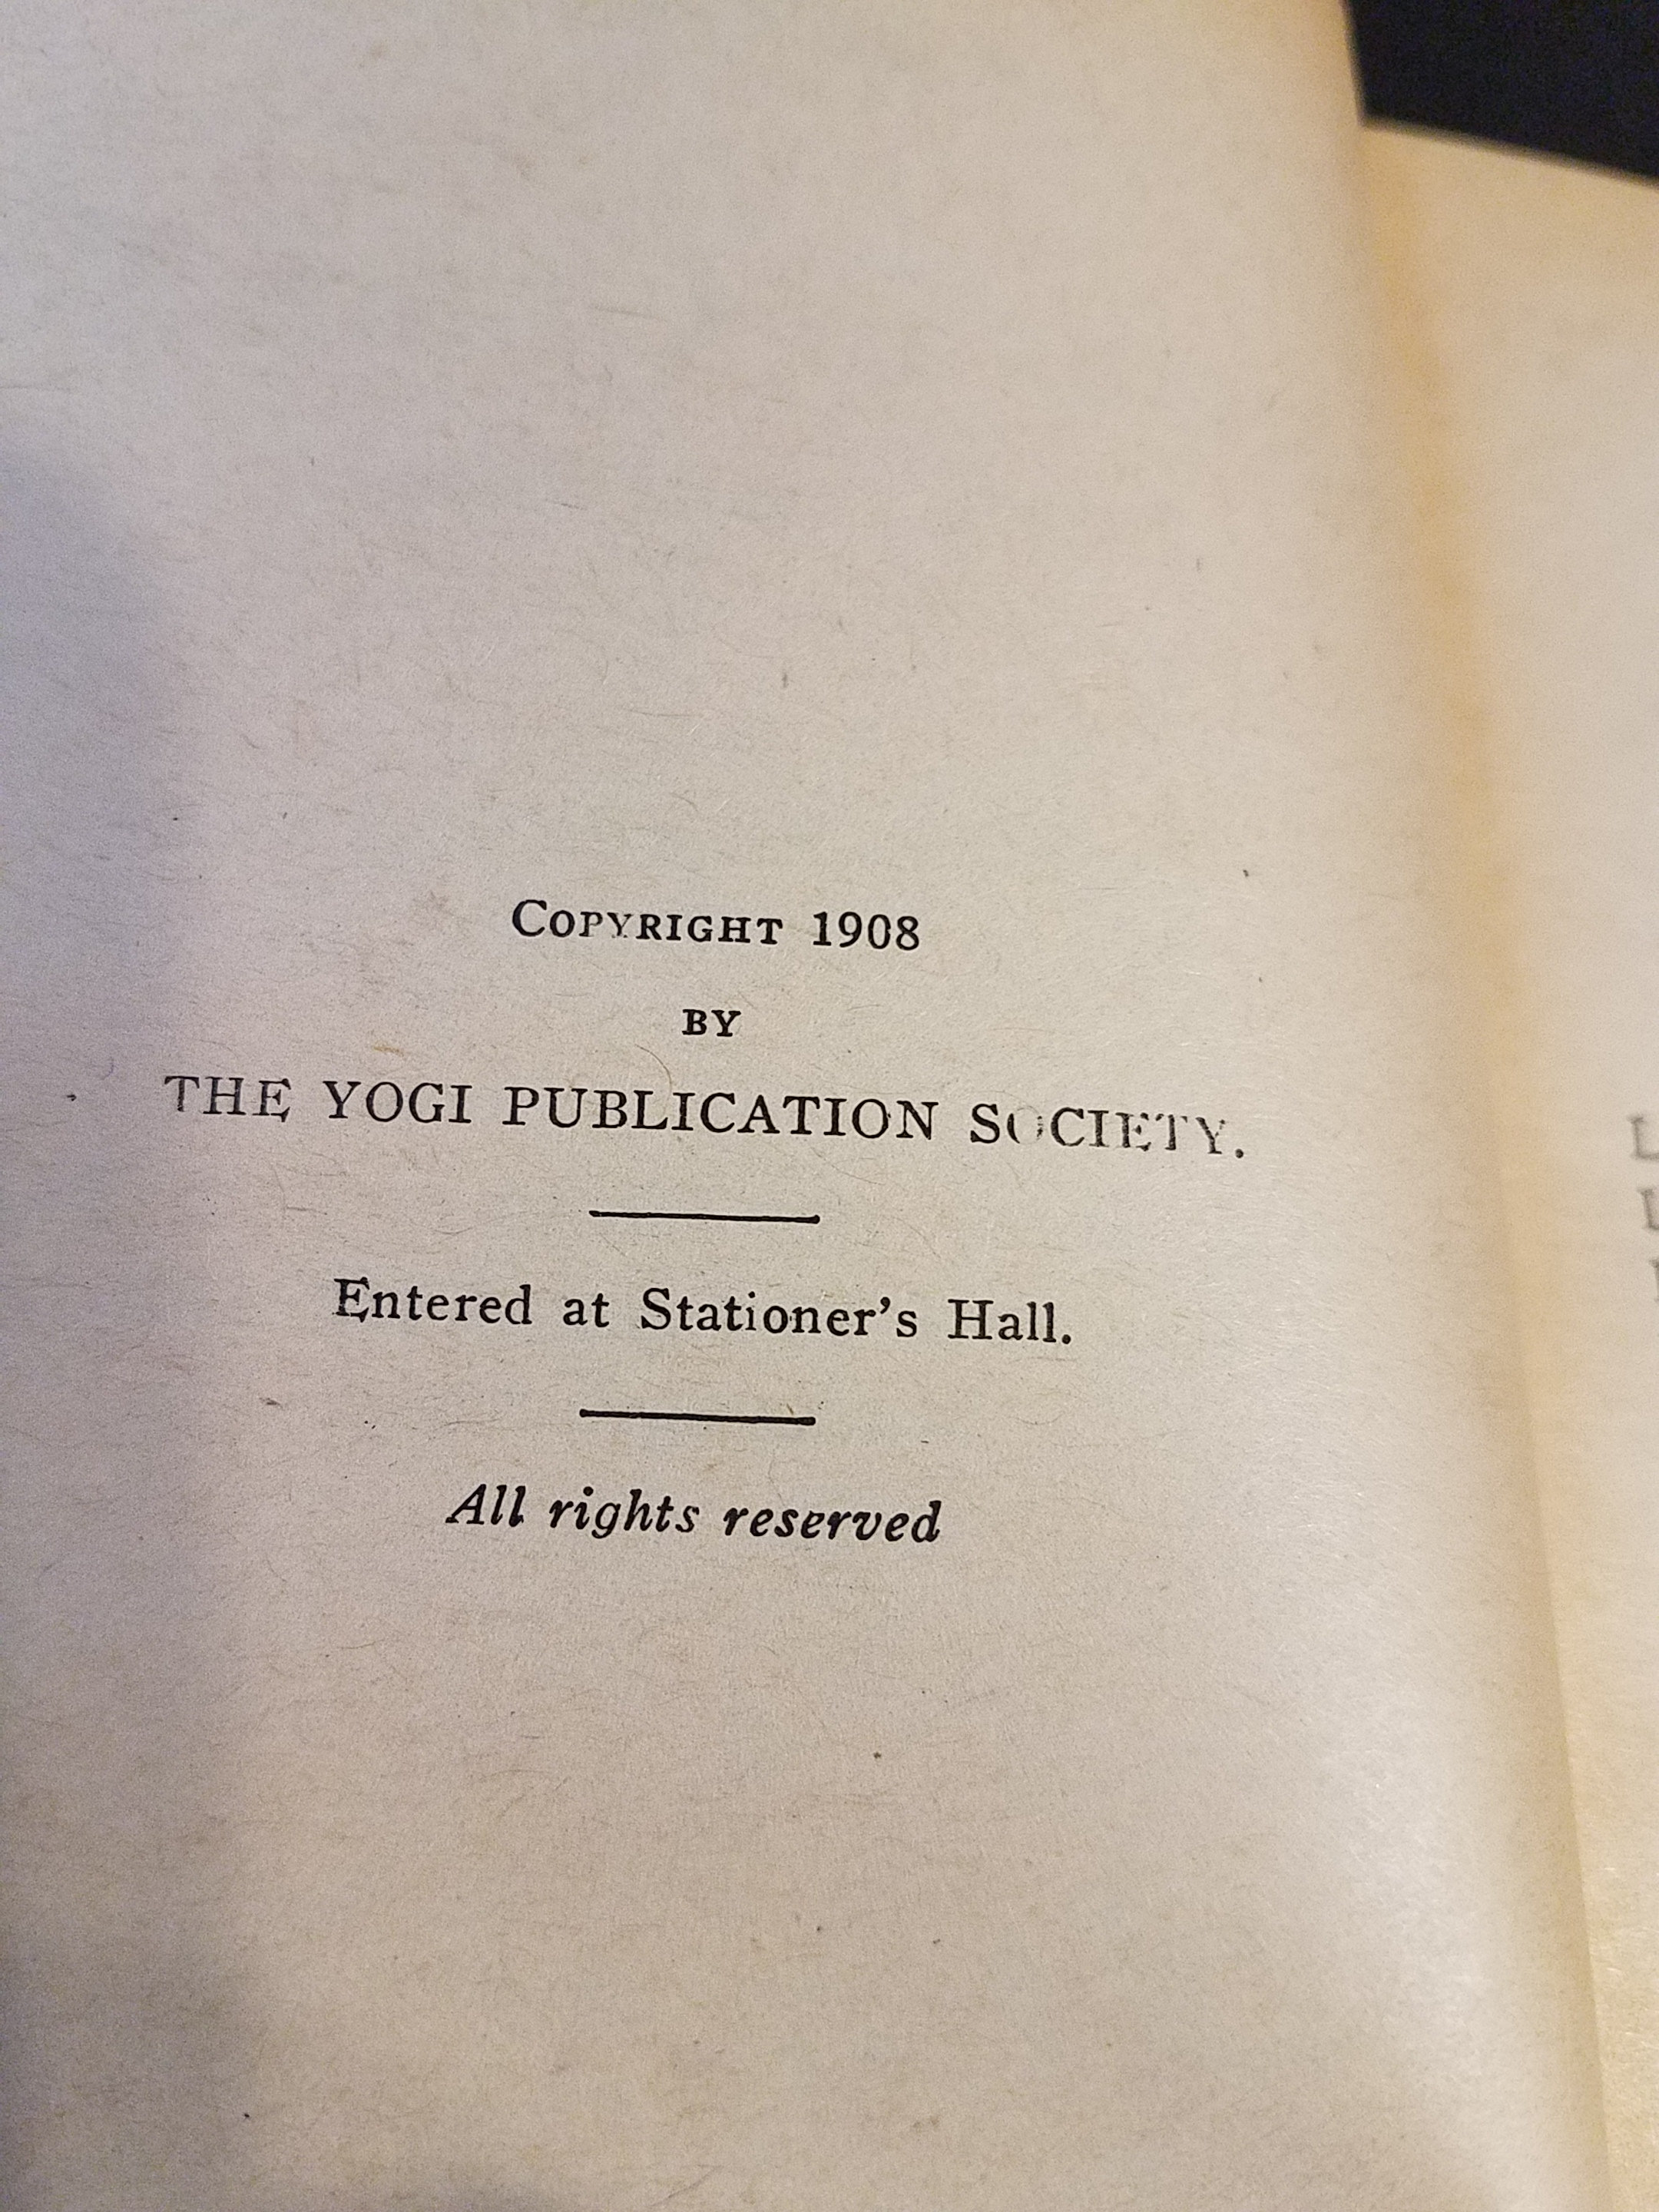 COPYRIGHT 1908
BY
THE YOGI PUBLICATION SOCIETY.
Entered at Stationer's Hall.
All rights reserved